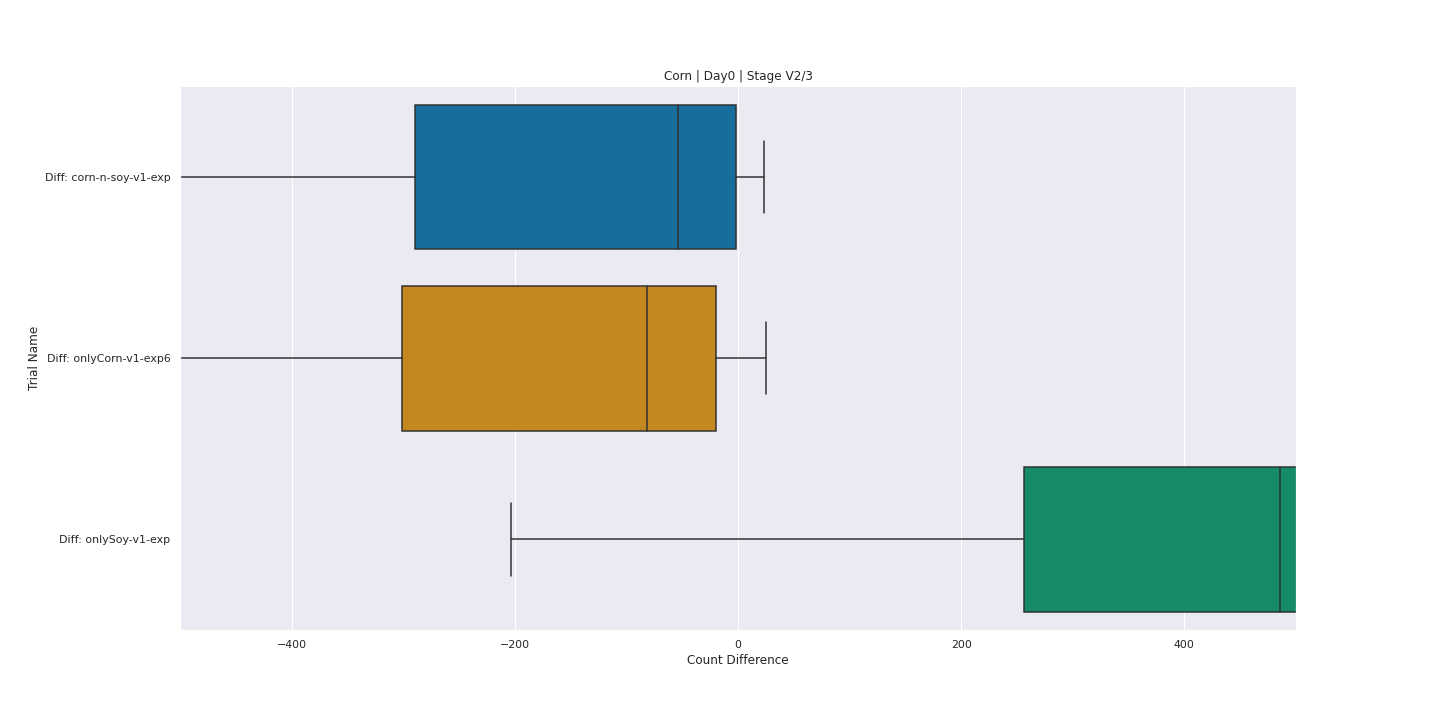 Corn | Day0 | Stage V2/3
Trial Name
Diff: corn-n-soy-v1-exp
Diff: onlyCorn-v1-exp6
Diff: onlySoy-v1-exp
−400
−200
0
200
400
Count Difference